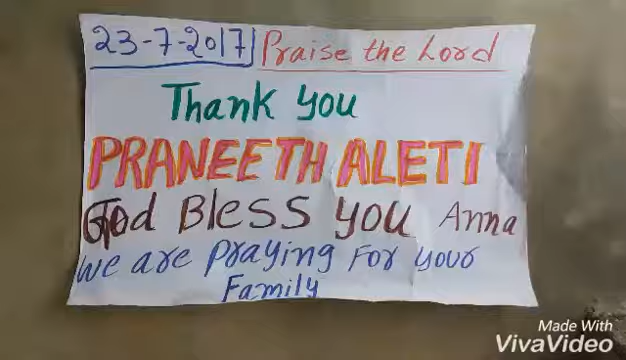 23-7-2017 Praise the Lord
Thank you
PRANEETH ALETI
God Bless you Anna
We are praying for your
Family
Made With
VivaVideo